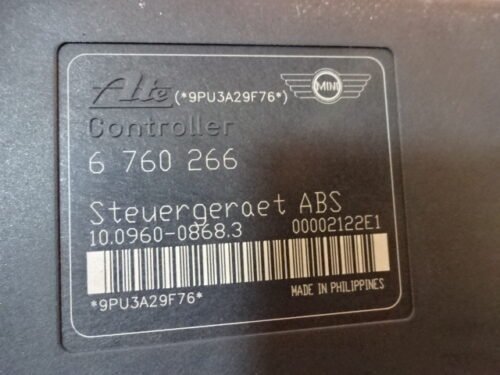 Ate (*9PU3A29F76*) MINI
Controller
6 760 266
Steuergeraet ABS
10.0960-0868.3 00002122E1
*9PU3A29F76* MADE IN PHILIPPINES